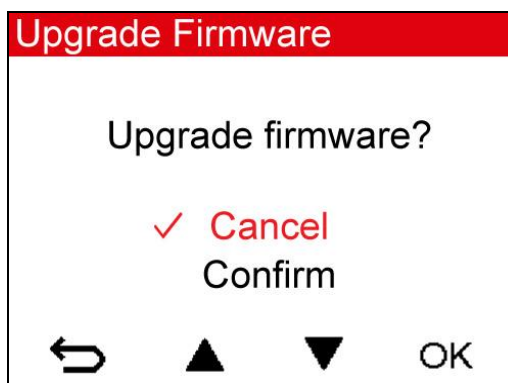 Upgrade Firmware
Upgrade firmware?
✓ Cancel
Confirm
OK